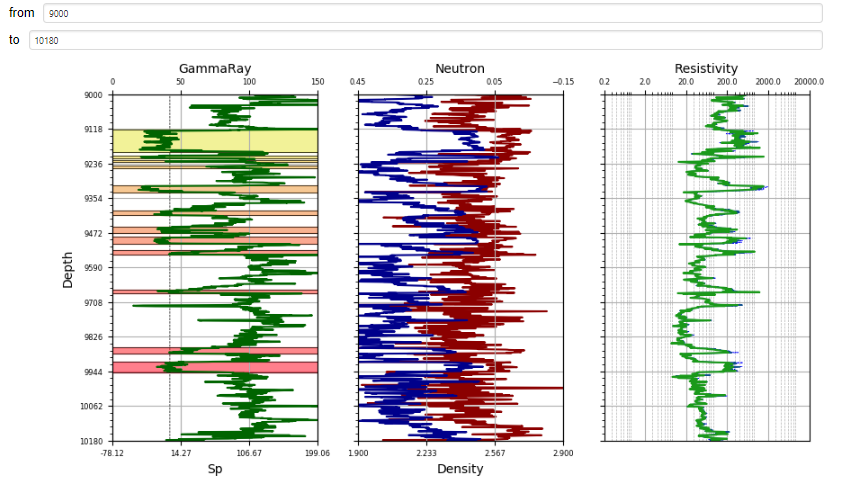 from 9000
to 10180
GammaRay Neutron Resistivity
0 50 100 150 0.45 0.25 0.05 −0.15 0.2 2.0 20.0 200.0 2000.0 20000.0
9000
9118
9236
9354
9472
9590
9708
9826
9944
10062
10180
Depth
-78.12 14.27 106.67 199.06 1.900 2.233 2.567 2.900
Sp Density